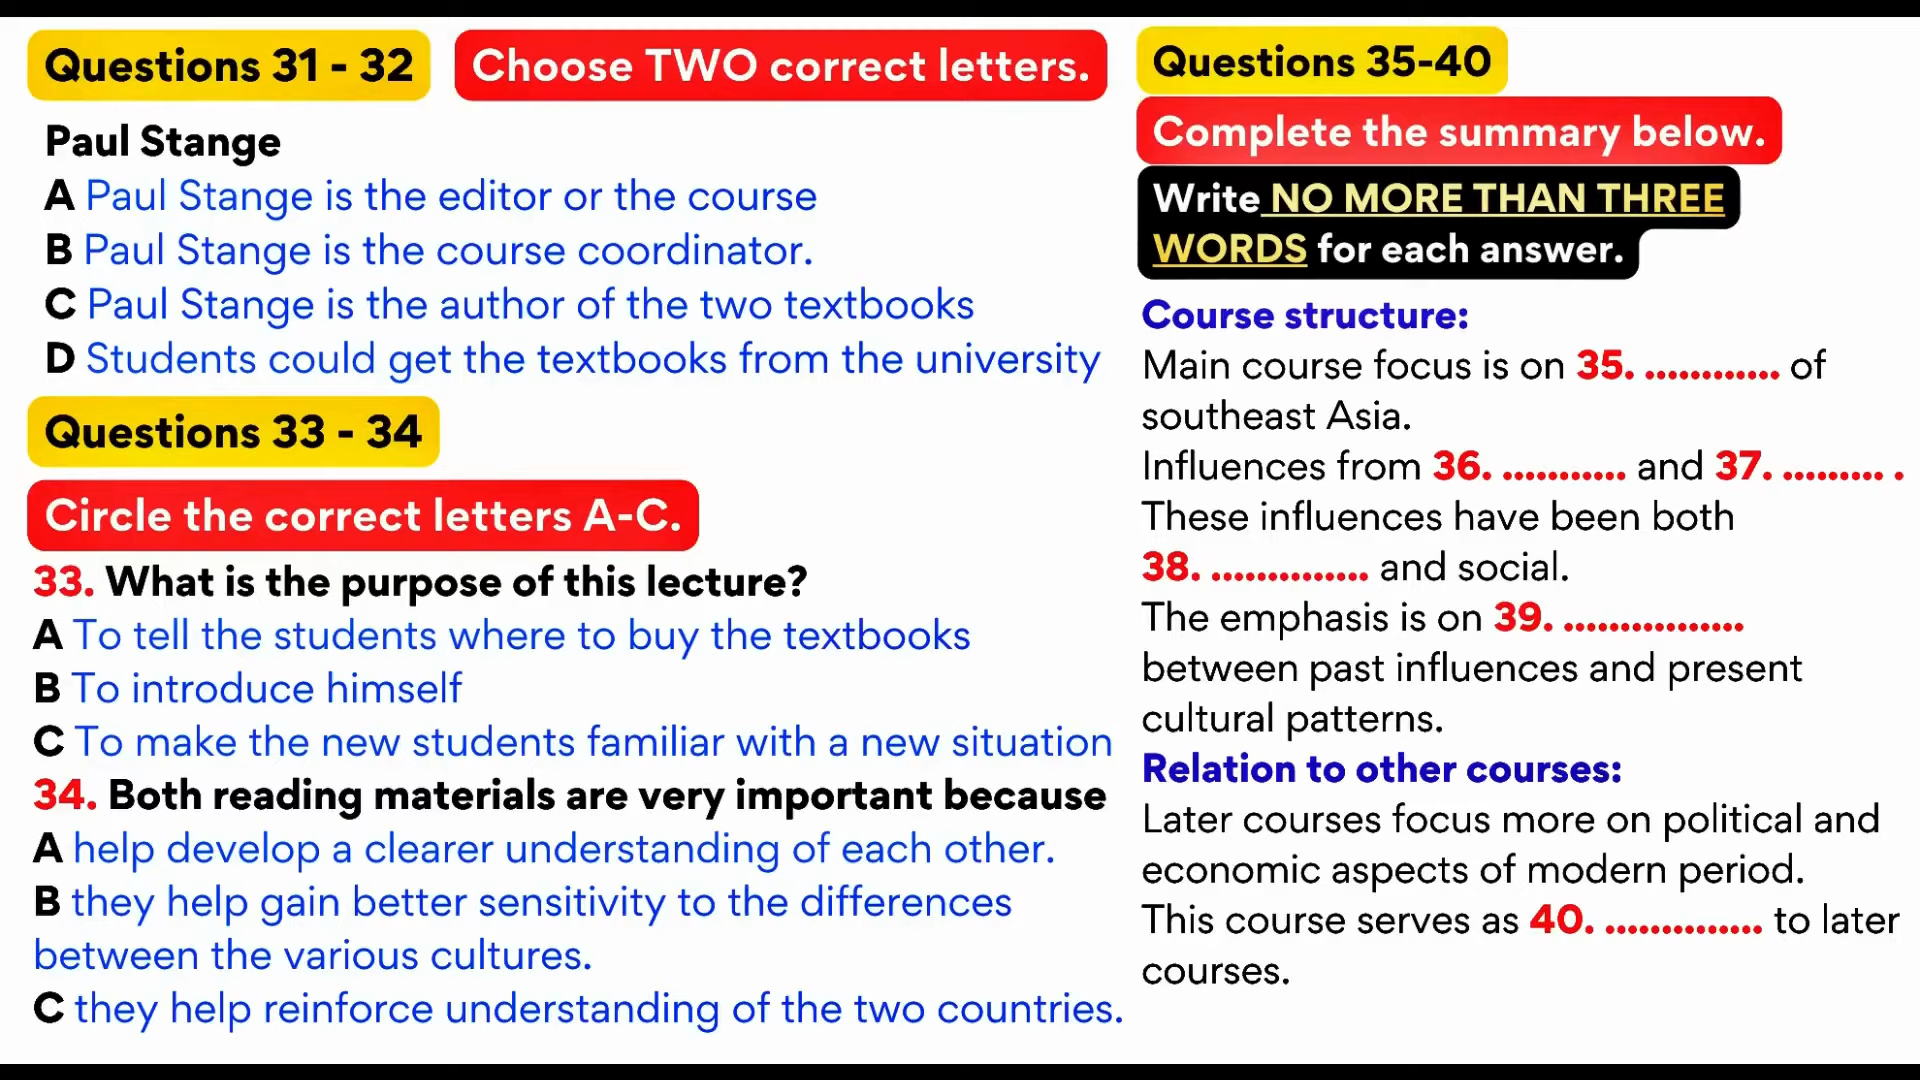 Questions 31 - 32
Choose TWO correct letters.
Paul Stange
A Paul Stange is the editor or the course
B Paul Stange is the course coordinator.
C Paul Stange is the author of the two textbooks
D Students could get the textbooks from the university
Questions 33 - 34
Circle the correct letters A-C.
33. What is the purpose of this lecture?
A To tell the students where to buy the textbooks
B To introduce himself
C To make the new students familiar with a new situation
34. Both reading materials are very important because
A help develop a clearer understanding of each other.
B they help gain better sensitivity to the differences
between the various cultures.
C they help reinforce understanding of the two countries.
Questions 35-40
Complete the summary below.
Write NO MORE THAN THREE
WORDS for each answer.
Course structure:
Main course focus is on 35. ............ of
southeast Asia.
Influences from 36. ........... and 37. ......... .
These influences have been both
38. .............. and social.
The emphasis is on 39. ................
between past influences and present
cultural patterns.
Relation to other courses:
Later courses focus more on political and
economic aspects of modern period.
This course serves as 40. .............. to later
courses.